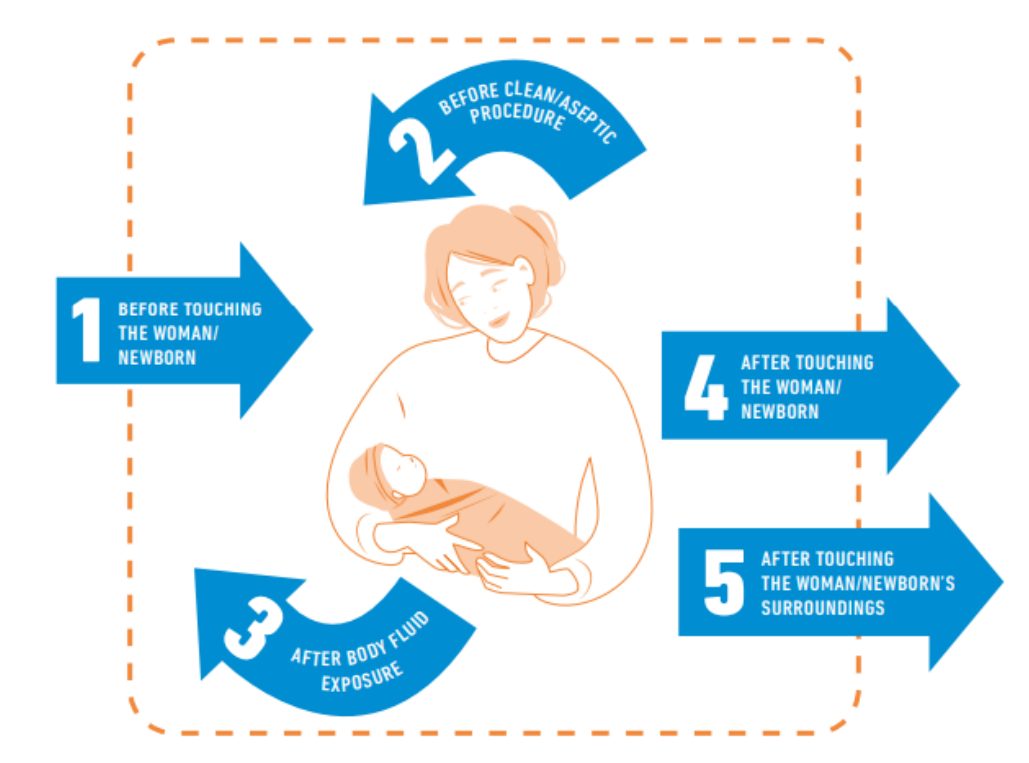 1
BEFORE TOUCHING
THE WOMAN/
NEWBORN
2
BEFORE CLEAN/ASEPTIC
PROCEDURE
3
AFTER BODY FLUID
EXPOSURE
4
AFTER TOUCHING
THE WOMAN/
NEWBORN
5
AFTER TOUCHING
THE WOMAN/NEWBORN'S
SURROUNDINGS